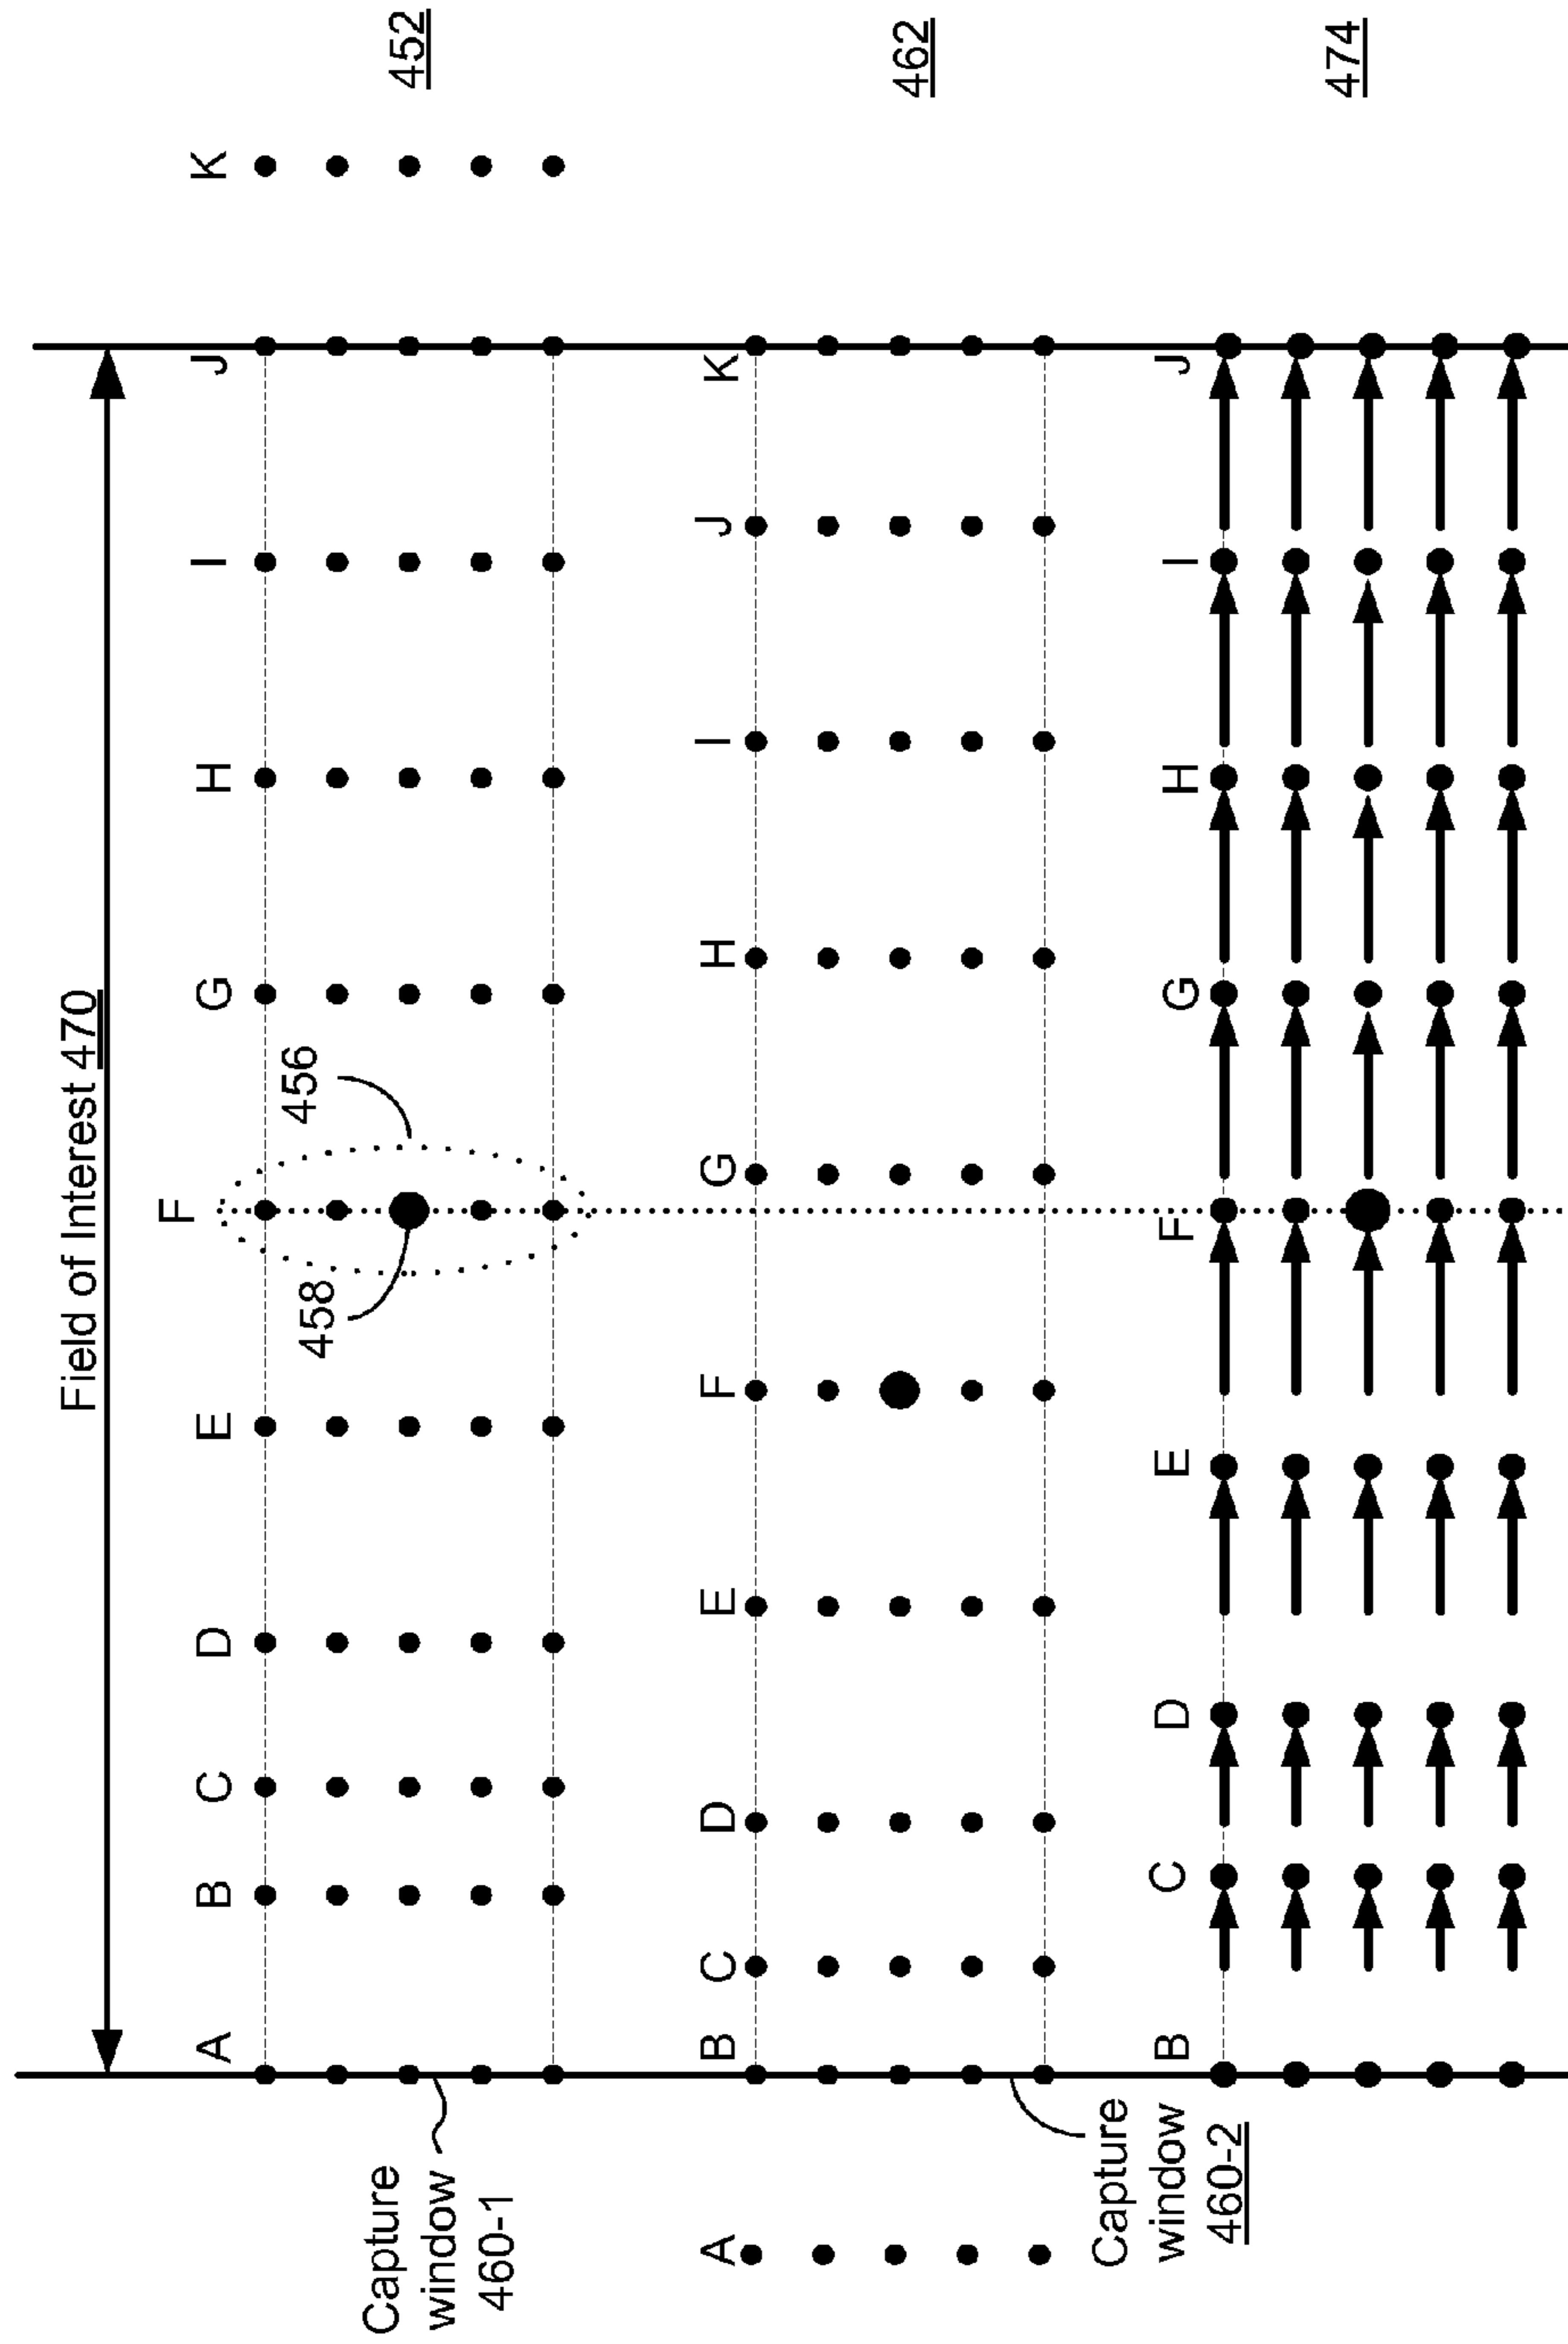 Field of Interest 470
F
A B C D E G H I J K
458
456
452
Capture
window
460-1
A B C D E F G H I J K
462
Capture
window
460-2
B C D E F G H I J
474